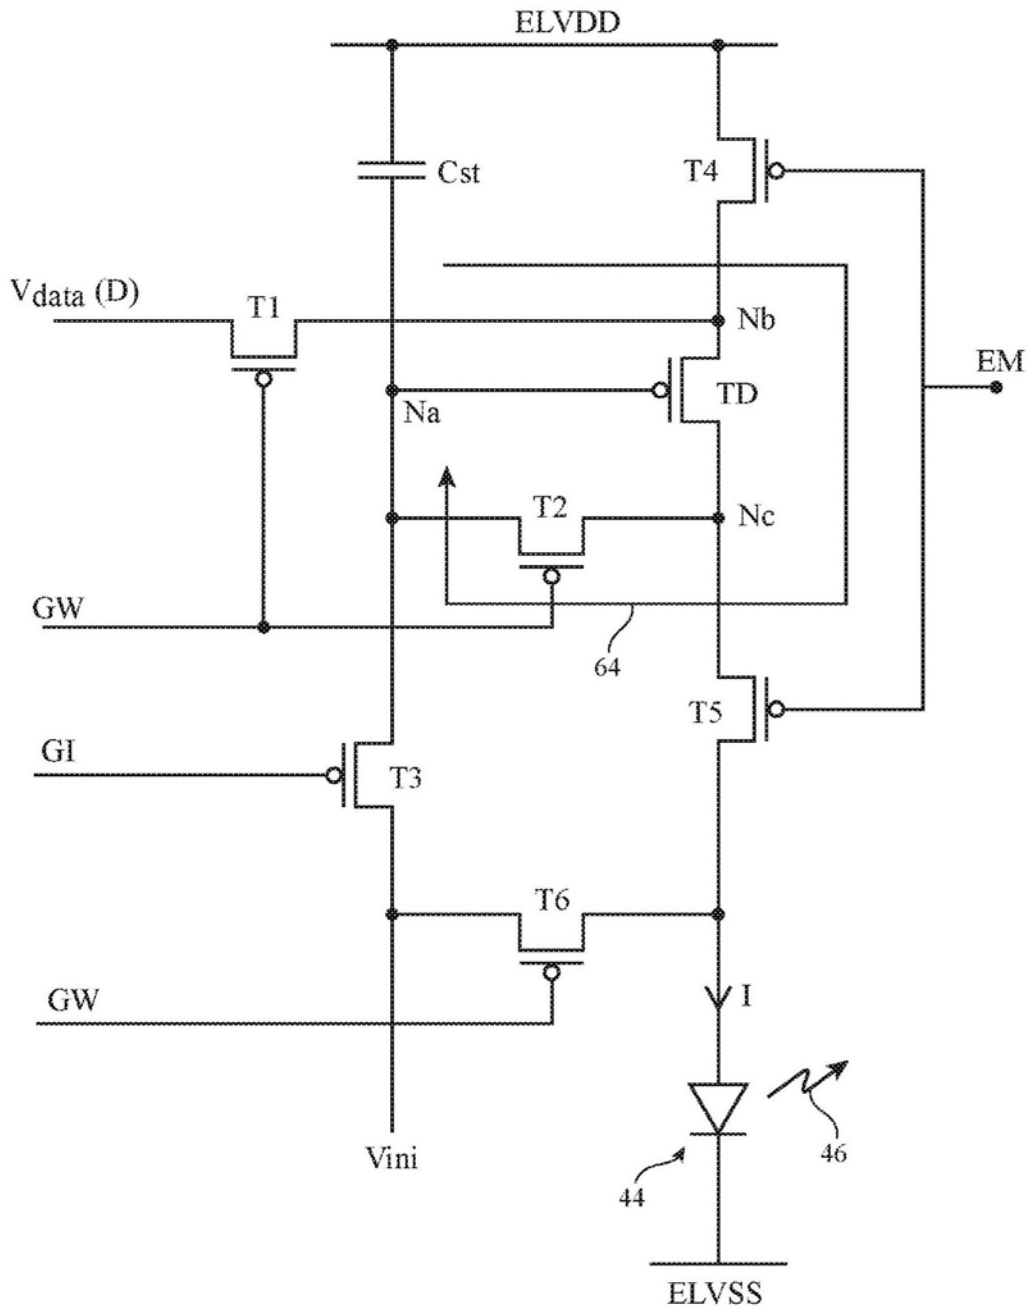 ELVDD
T4
Cst
Vdata (D)
T1
Nb
EM
TD
Na
T2
Nc
GW
64
T5
GI
T3
T6
GW
I
46
Vini
44
ELVSS